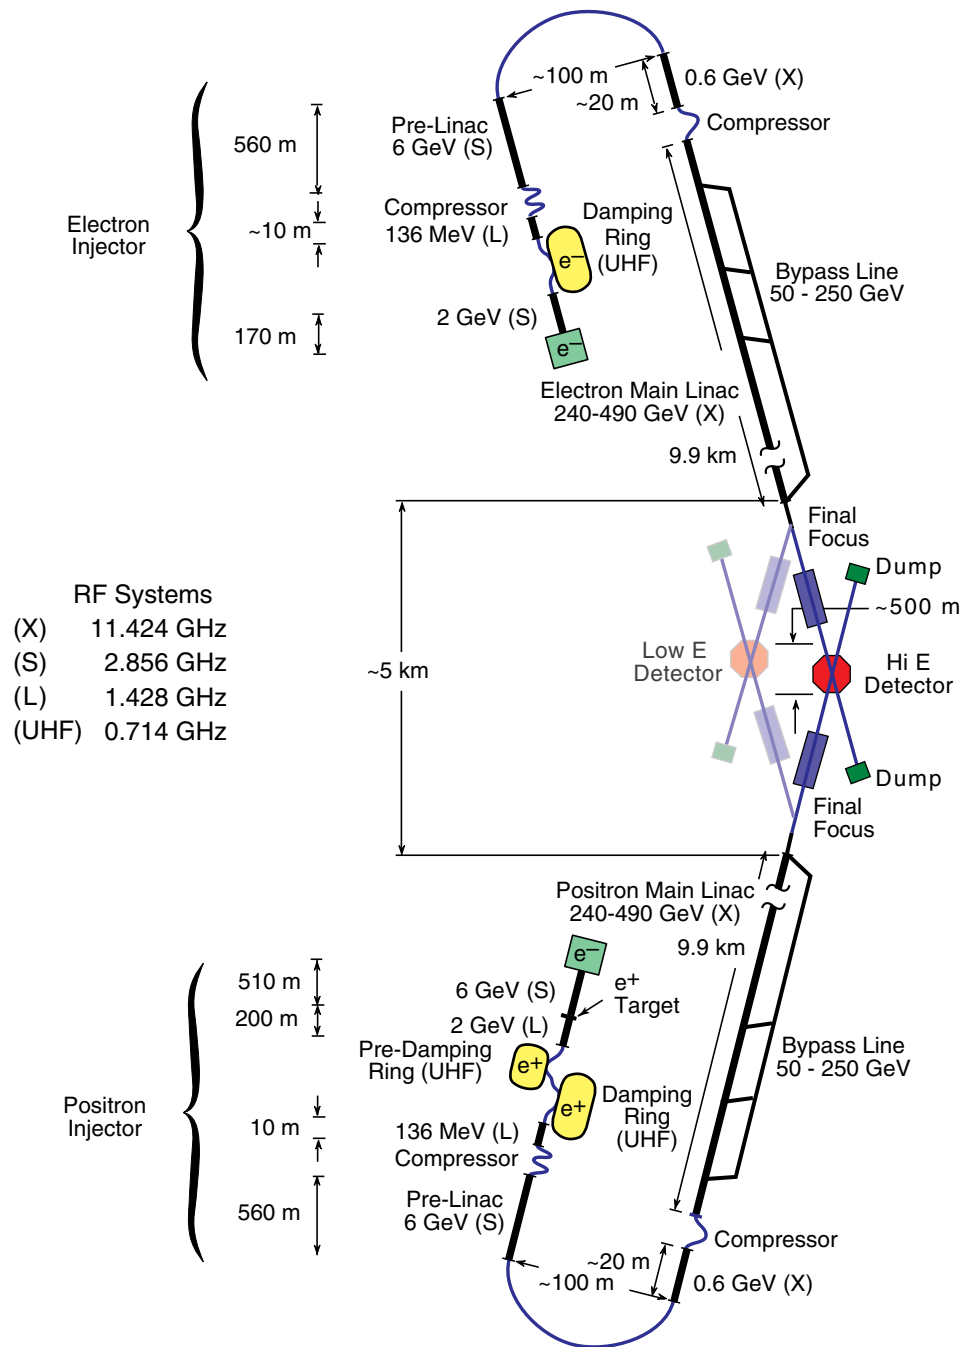 ~100 m
0.6 GeV (X)
~20 m
Compressor
Pre-Linac
6 GeV (S)
560 m
Compressor
136 MeV (L)
Damping
Ring
(UHF)
Electron
Injector
~10 m
e–
Bypass Line
50 - 250 GeV
2 GeV (S)
170 m
e–
Electron Main Linac
240-490 GeV (X)
9.9 km
Final
Focus
Dump
~500 m
RF Systems
(X) 11.424 GHz
(S) 2.856 GHz
(L) 1.428 GHz
(UHF) 0.714 GHz
~5 km
Low E
Detector
Hi E
Detector
Dump
Final
Focus
Positron Main Linac
240-490 GeV (X)
9.9 km
e–
510 m
6 GeV (S)
e+
Target
200 m
2 GeV (L)
Pre-Damping
Ring (UHF)
e+
Bypass Line
50 - 250 GeV
e+
Damping
Ring
(UHF)
Positron
Injector
10 m
136 MeV (L)
Compressor
Pre-Linac
6 GeV (S)
560 m
Compressor
~20 m
~100 m
0.6 GeV (X)